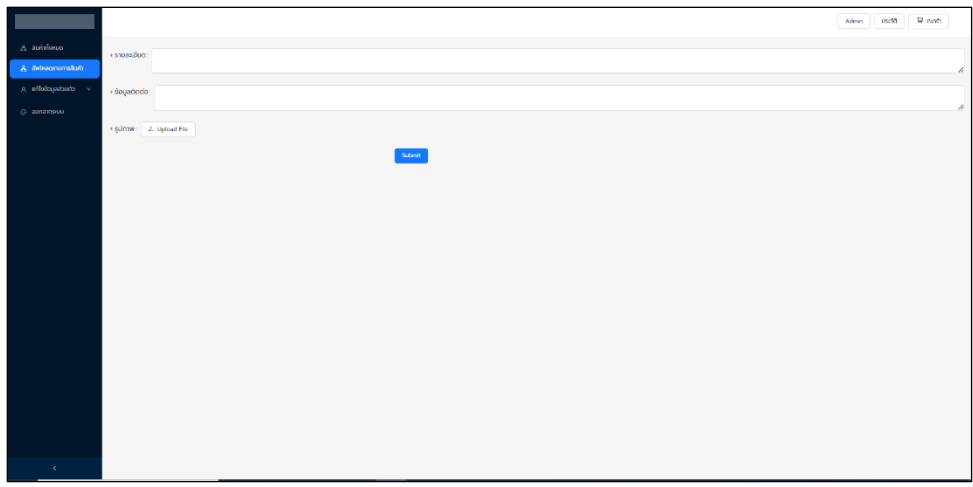 Admin
ประวัติ
ตะกร้า
สินค้าทั้งหมด
อัพโหลดรายการสินค้า
แก้ไขข้อมูลส่วนตัว
ออกจากระบบ
* รายละเอียด :
* ข้อมูลติดต่อ :
* รูปภาพ : Upload File
Submit